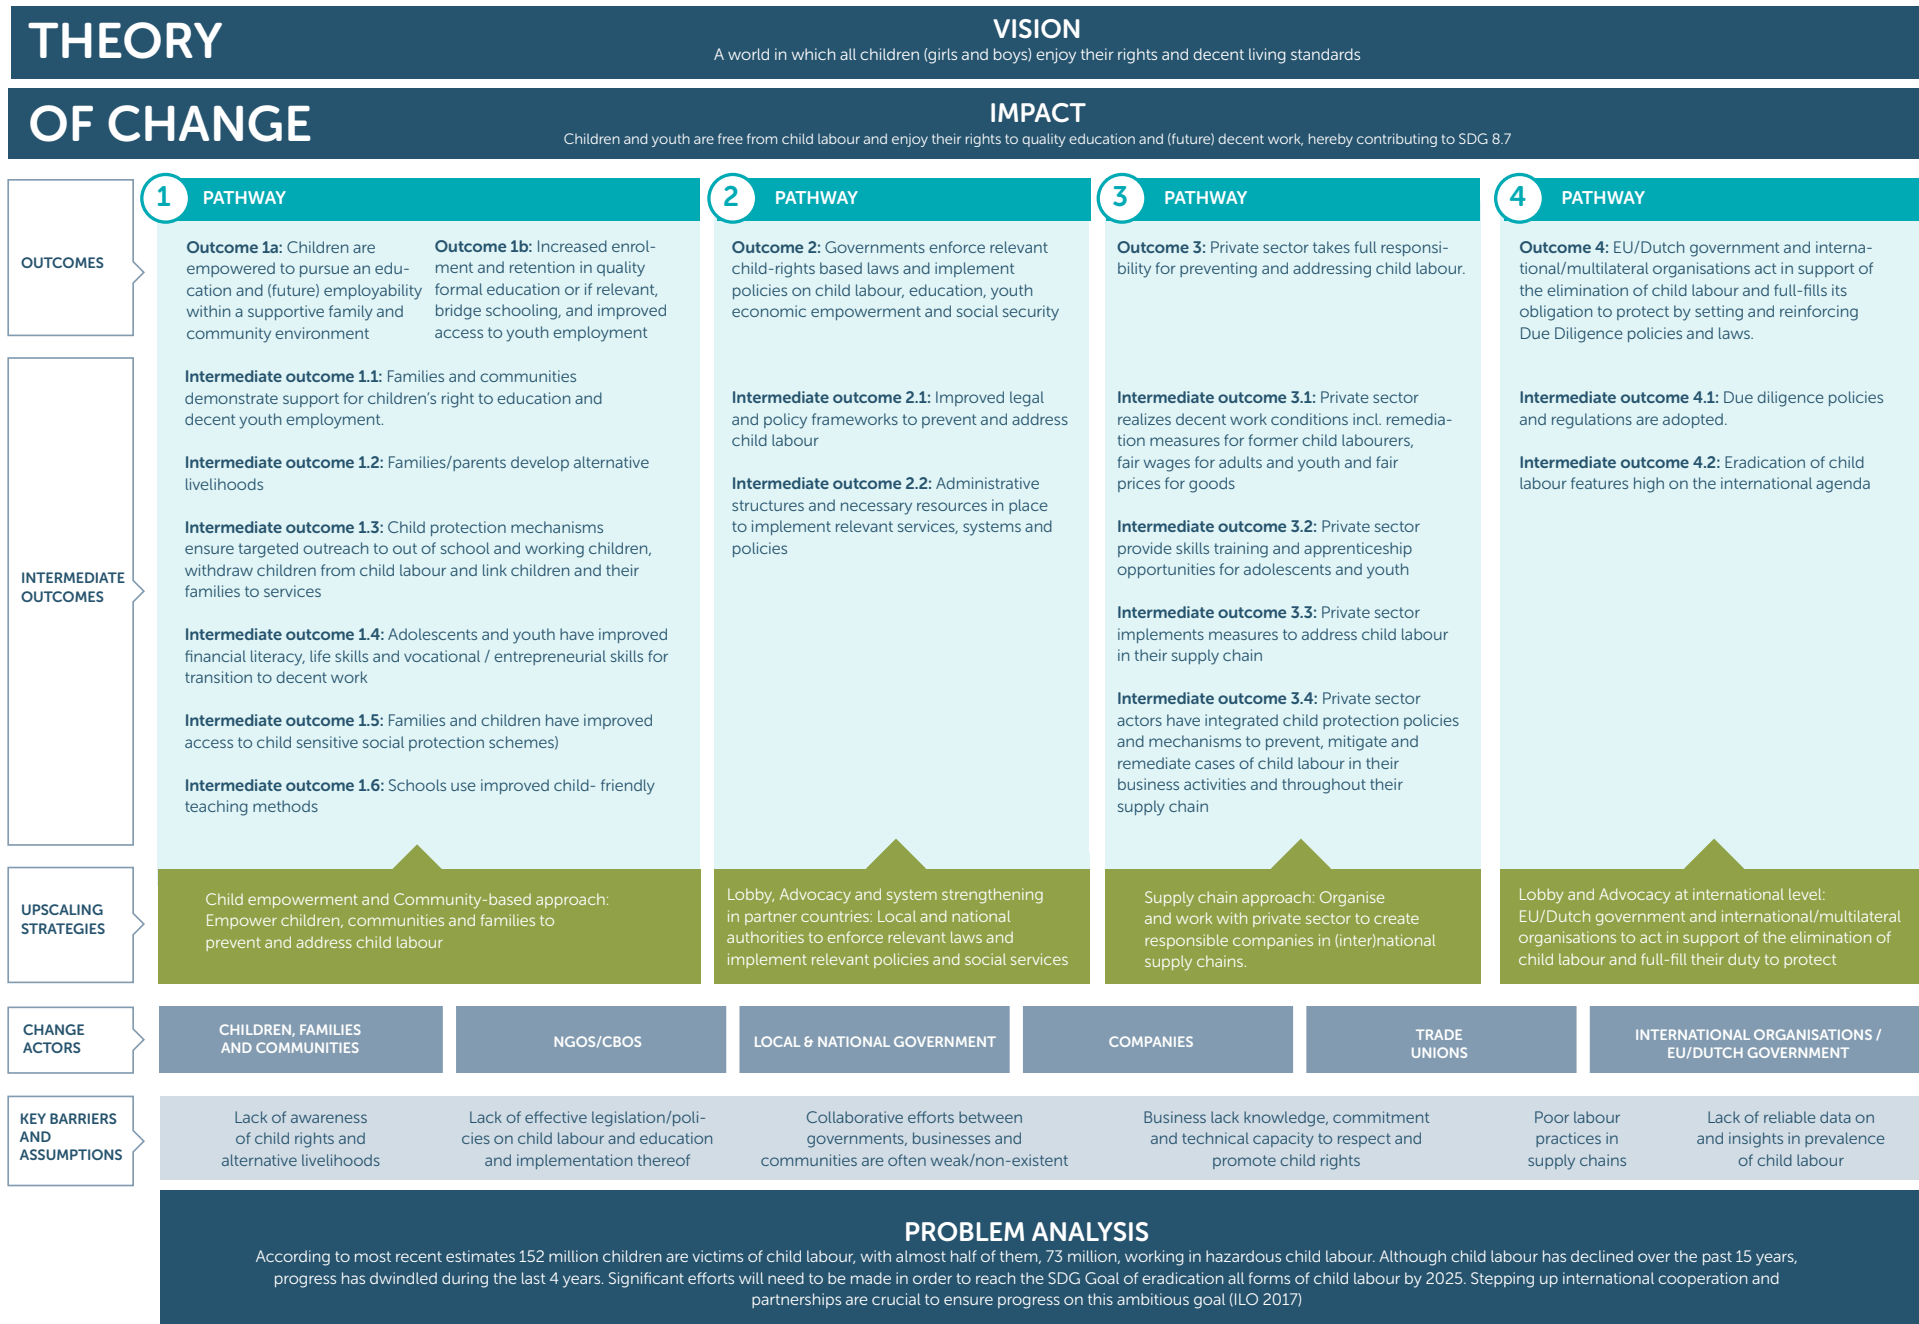 THEORY
VISION
A world in which all children (girls and boys) enjoy their rights and decent living standards
OF CHANGE
IMPACT
Children and youth are free from child labour and enjoy their rights to quality education and (future) decent work, hereby contributing to SDG 8.7
OUTCOMES
1 PATHWAY
Outcome 1a: Children are
empowered to pursue an edu-
cation and (future) employability
within a supportive family and
community environment
Outcome 1b: Increased enrol-
ment and retention in quality
formal education or if relevant,
bridge schooling, and improved
access to youth employment
2 PATHWAY
Outcome 2: Governments enforce relevant
child-rights based laws and implement
policies on child labour, education, youth
economic empowerment and social security
3 PATHWAY
Outcome 3: Private sector takes full responsi-
bility for preventing and addressing child labour.
4 PATHWAY
Outcome 4: EU/Dutch government and interna-
tional/multilateral organisations act in support of
the elimination of child labour and full-fills its
obligation to protect by setting and reinforcing
Due Diligence policies and laws.
INTERMEDIATE
OUTCOMES
Intermediate outcome 1.1: Families and communities
demonstrate support for children's right to education and
decent youth employment.
Intermediate outcome 1.2: Families/parents develop alternative
livelihoods
Intermediate outcome 1.3: Child protection mechanisms
ensure targeted outreach to out of school and working children,
withdraw children from child labour and link children and their
families to services
Intermediate outcome 1.4: Adolescents and youth have improved
financial literacy, life skills and vocational / entrepreneurial skills for
transition to decent work
Intermediate outcome 1.5: Families and children have improved
access to child sensitive social protection schemes)
Intermediate outcome 1.6: Schools use improved child- friendly
teaching methods
Intermediate outcome 2.1: Improved legal
and policy frameworks to prevent and address
child labour
Intermediate outcome 2.2: Administrative
structures and necessary resources in place
to implement relevant services, systems and
policies
Intermediate outcome 3.1: Private sector
realizes decent work conditions incl. remedia-
tion measures for former child labourers,
fair wages for adults and youth and fair
prices for goods
Intermediate outcome 3.2: Private sector
provide skills training and apprenticeship
opportunities for adolescents and youth
Intermediate outcome 3.3: Private sector
implements measures to address child labour
in their supply chain
Intermediate outcome 3.4: Private sector
actors have integrated child protection policies
and mechanisms to prevent, mitigate and
remediate cases of child labour in their
business activities and throughout their
supply chain
Intermediate outcome 4.1: Due diligence policies
and regulations are adopted.
Intermediate outcome 4.2: Eradication of child
labour features high on the international agenda
UPSCALING
STRATEGIES
Child empowerment and Community-based approach:
Empower children, communities and families to
prevent and address child labour
Lobby, Advocacy and system strengthening
in partner countries: Local and national
authorities to enforce relevant laws and
implement relevant policies and social services
Supply chain approach: Organise
and work with private sector to create
responsible companies in (inter)national
supply chains.
Lobby and Advocacy at international level:
EU/Dutch government and international/multilateral
organisations to act in support of the elimination of
child labour and full-fill their duty to protect
CHANGE
ACTORS
CHILDREN, FAMILIES
AND COMMUNITIES
NGOS/CBOS
LOCAL & NATIONAL GOVERNMENT
COMPANIES
TRADE
UNIONS
INTERNATIONAL ORGANISATIONS /
EU/DUTCH GOVERNMENT
KEY BARRIERS
AND
ASSUMPTIONS
Lack of awareness
of child rights and
alternative livelihoods
Lack of effective legislation/poli-
cies on child labour and education
and implementation thereof
Collaborative efforts between
governments, businesses and
communities are often weak/non-existent
Business lack knowledge, commitment
and technical capacity to respect and
promote child rights
Poor labour
practices in
supply chains
Lack of reliable data on
and insights in prevalence
of child labour
PROBLEM ANALYSIS
According to most recent estimates 152 million children are victims of child labour, with almost half of them, 73 million, working in hazardous child labour. Although child labour has declined over the past 15 years,
progress has dwindled during the last 4 years. Significant efforts will need to be made in order to reach the SDG Goal of eradication all forms of child labour by 2025. Stepping up international cooperation and
partnerships are crucial to ensure progress on this ambitious goal (ILO 2017)